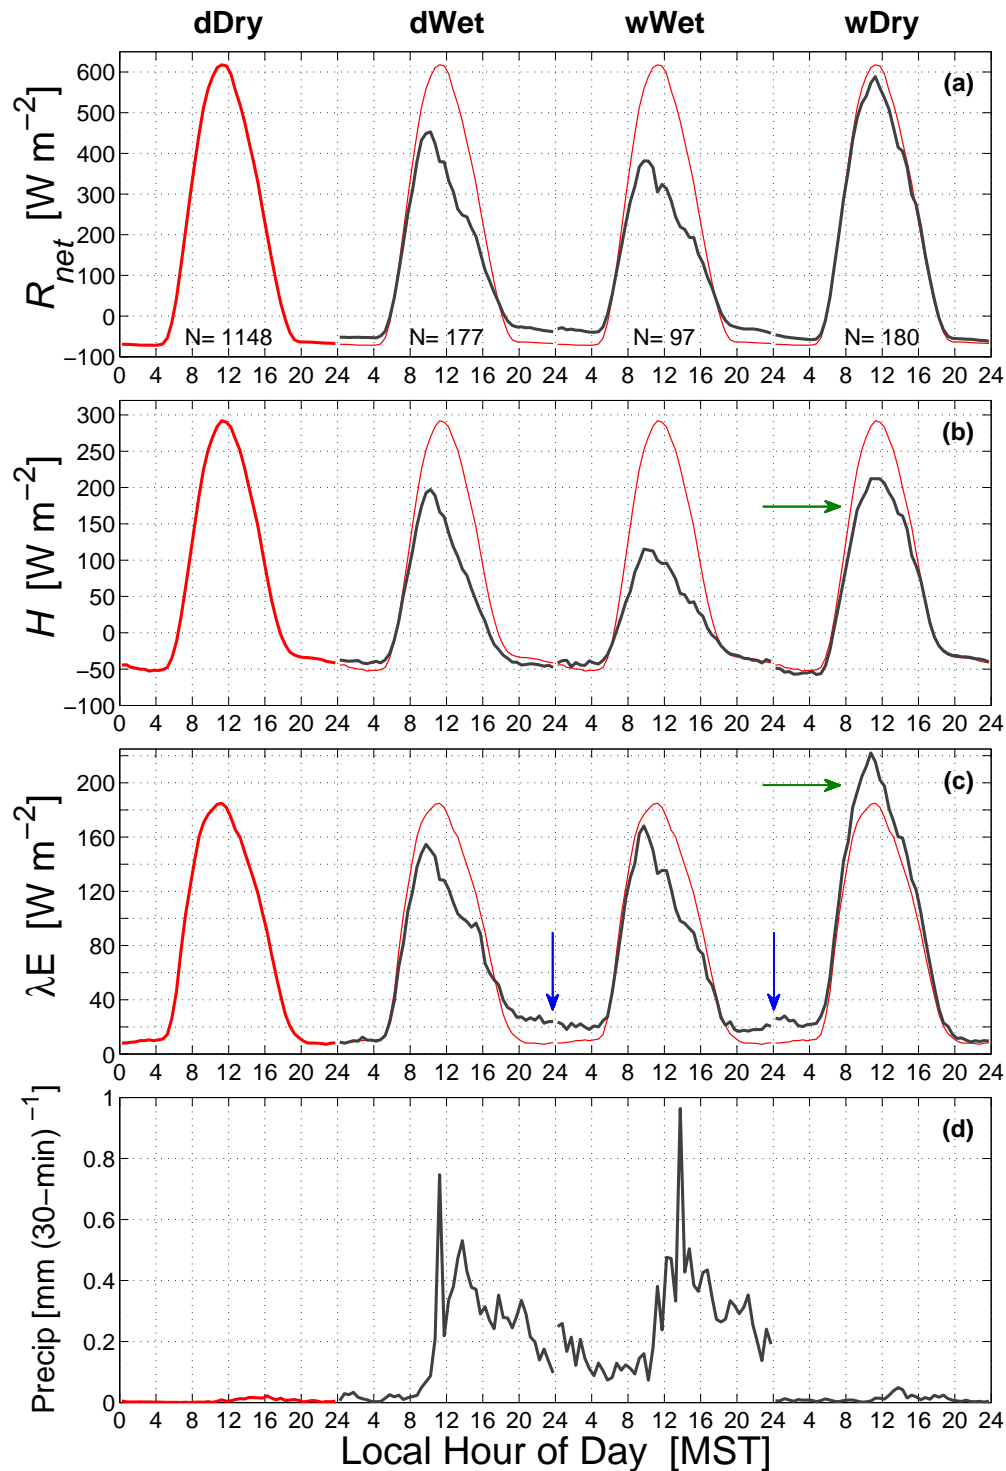 dDry dWet wWet wDry
R_net [W m−2]
600
500
400
300
200
100
0
−100
(a)
N= 1148 N= 177 N= 97 N= 180
0 4 8 12 16 20 24 4 8 12 16 20 24 4 8 12 16 20 24 4 8 12 16 20 24
H [W m−2]
300
250
200
150
100
50
0
−50
−100
(b)
0 4 8 12 16 20 24 4 8 12 16 20 24 4 8 12 16 20 24 4 8 12 16 20 24
λE [W m−2]
200
160
120
80
40
0
(c)
0 4 8 12 16 20 24 4 8 12 16 20 24 4 8 12 16 20 24 4 8 12 16 20 24
Precip [mm (30−min) −1]
1
0.8
0.6
0.4
0.2
0
(d)
0 4 8 12 16 20 24 4 8 12 16 20 24 4 8 12 16 20 24 4 8 12 16 20 24
Local Hour of Day [MST]